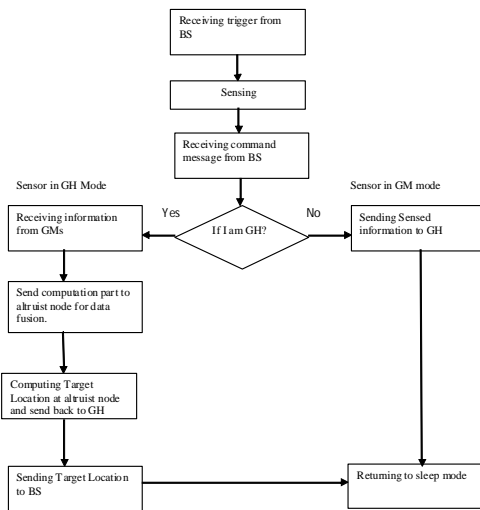 Receiving trigger from
BS
Sensing
Receiving command
message from BS
Sensor in GH Mode
Sensor in GM mode
Yes
No
If I am GH?
Receiving information
from GMs
Sending Sensed
information to GH
Send computation part to
altruist node for data
fusion.
Computing Target
Location at altruist node
and send back to GH
Sending Target Location
to BS
Returning to sleep mode